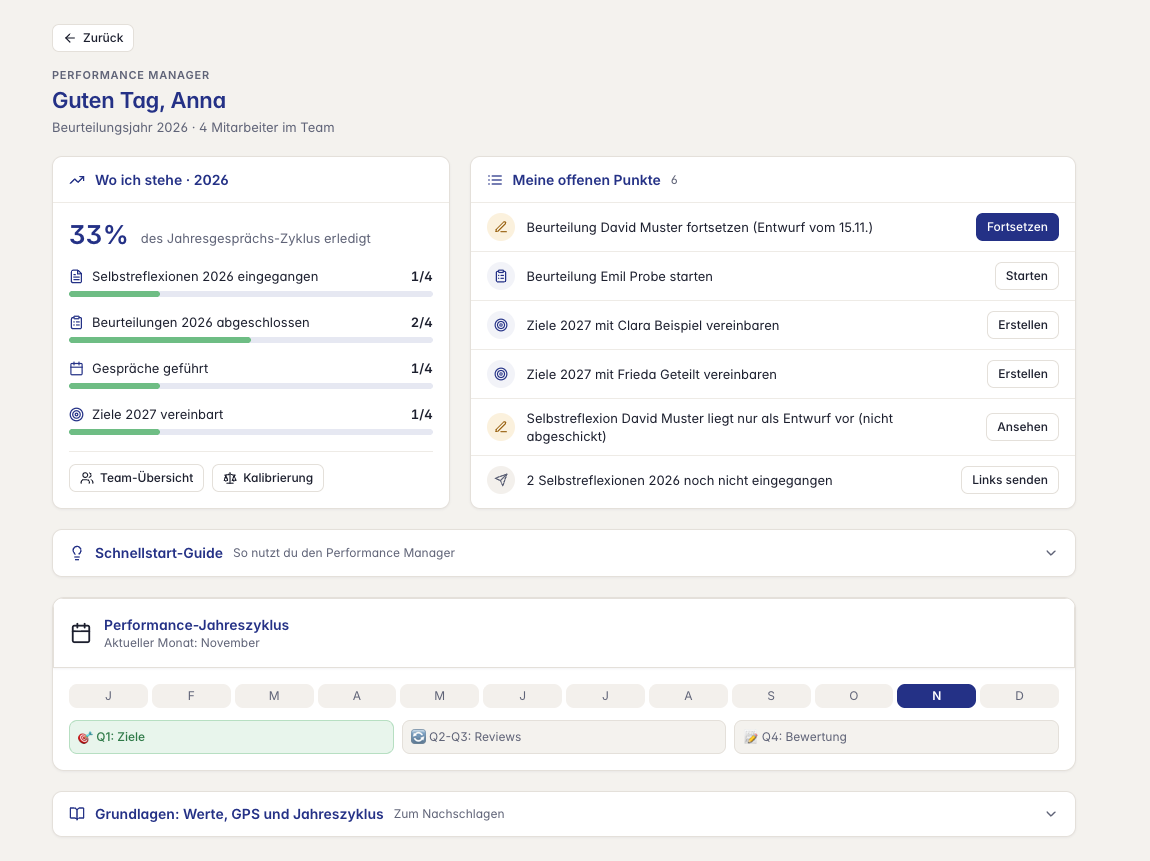 Zurück
PERFORMANCE MANAGER
Guten Tag, Anna
Beurteilungsjahr 2026 · 4 Mitarbeiter im Team
Wo ich stehe · 2026
33% des Jahresgesprächs-Zyklus erledigt
Selbstreflexionen 2026 eingegangen 1/4
Beurteilungen 2026 abgeschlossen 2/4
Gespräche geführt 1/4
Ziele 2027 vereinbart 1/4
Team-Übersicht Kalibrierung
Meine offenen Punkte 6
Beurteilung David Muster fortsetzen (Entwurf vom 15.11.) Fortsetzen
Beurteilung Emil Probe starten Starten
Ziele 2027 mit Clara Beispiel vereinbaren Erstellen
Ziele 2027 mit Frieda Geteilt vereinbaren Erstellen
Selbstreflexion David Muster liegt nur als Entwurf vor (nicht
abgeschickt) Ansehen
2 Selbstreflexionen 2026 noch nicht eingegangen Links senden
Schnellstart-Guide So nutzt du den Performance Manager
Performance-Jahreszyklus
Aktueller Monat: November
J F M A M J J A S O N D
Q1: Ziele Q2-Q3: Reviews Q4: Bewertung
Grundlagen: Werte, GPS und Jahreszyklus Zum Nachschlagen